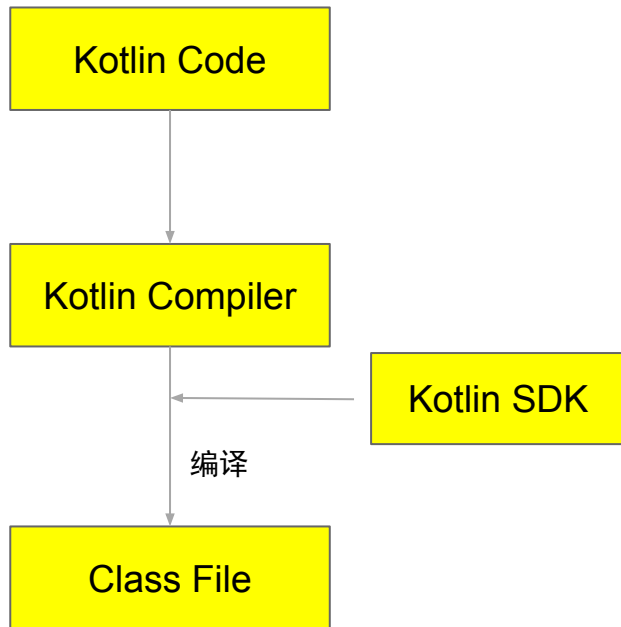 Kotlin Code
Kotlin Compiler
Kotlin SDK
编译
Class File